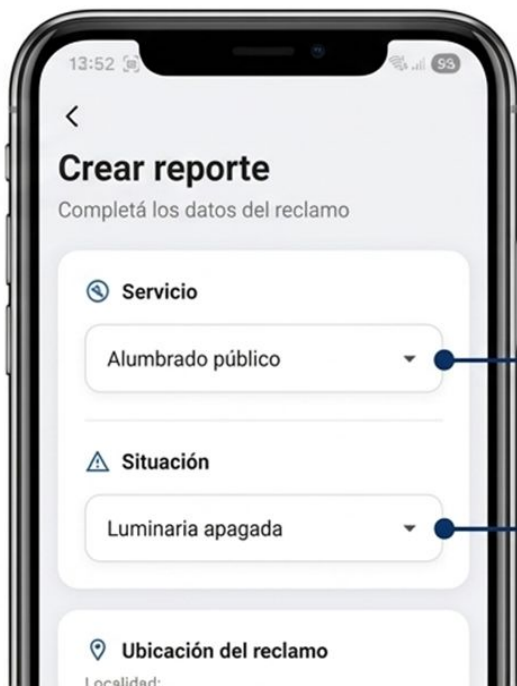 13:52
93
Crear reporte
Completá los datos del reclamo
Servicio
Alumbrado público
Situación
Luminaria apagada
Ubicación del reclamo
Localidad: